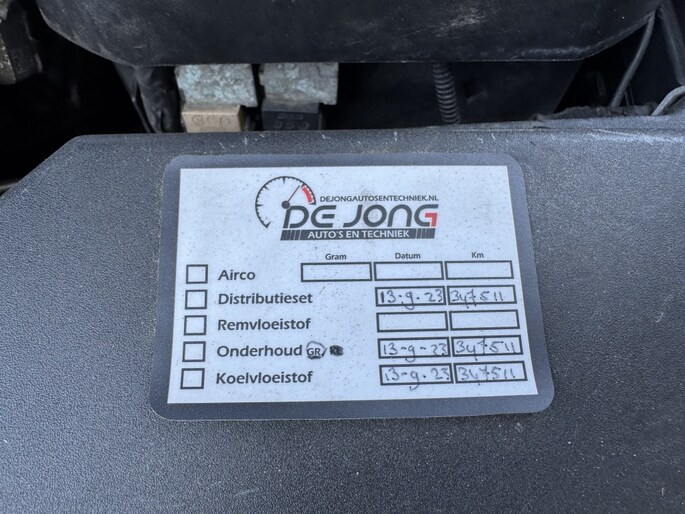 DEJONGAUTOSENTECHNIEK.NL
DE JONG
AUTO'S EN TECHNIEK
Gram Datum Km
Airco
Distributieset 13-9-23 347511
Remvloeistof
Onderhoud GR/
13-9-23 347511
Koelvloeistof 13-9-23 347511